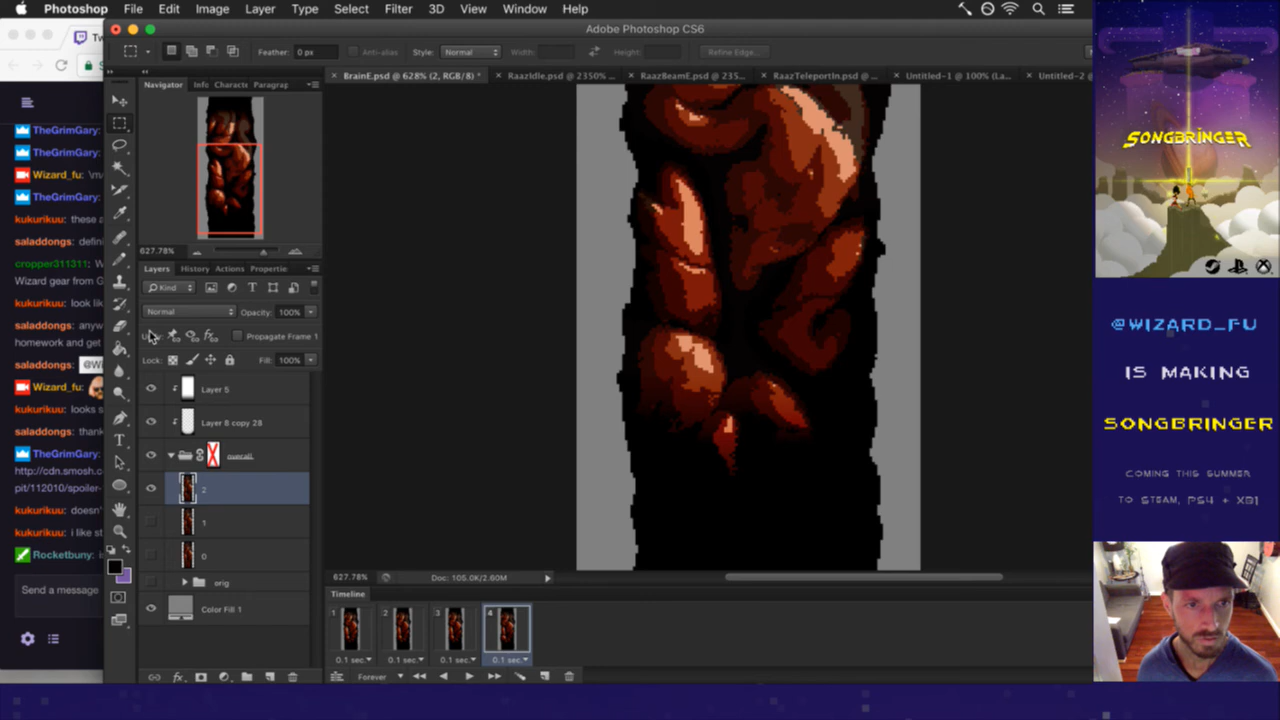 Photoshop File Edit Image Layer Type Select Filter 3D View Window Help
Adobe Photoshop CS6
Feather: 0 px Anti-alias Style: Normal Width: Height: Refine Edge...
BrainE.psd @ 628% (2, RGB/8) * RaazIdle.psd @ 2350% ... RaazBeamE.psd @ 235... RaazTeleportIn.psd @ ... Untitled-1 @ 100% (La... Untitled-2 @
Navigator Info Charact Paragrap
627.78%
Layers History Actions Propertie
Kind
Normal Opacity: 100%
Propagate Frame 1
Lock: Fill: 100%
Layer 5
Layer 8 copy 28
overall
2
1
0
orig
Color Fill 1
627.78% Doc: 105.0K/2.60M
Timeline
1 2 3 4
0.1 sec. 0.1 sec. 0.1 sec. 0.1 sec.
Forever
Tw
S
TheGrimGary:
TheGrimGary:
Wizard_fu: \m
TheGrimGary:
kukurikuu: these a
saladdongs: defini
cropper311311: W
Wizard gear from G
kukurikuu: look lik
saladdongs: anyw
homework and get
saladdongs: @Wi
Wizard_fu:
kukurikuu: looks s
saladdongs: thank
TheGrimGary:
http://cdn.smosh.c
pit/112010/spoiler-
kukurikuu: doesn'
kukurikuu: i like st
Rocketbuny: is
Send a message
SONGBRINGER
@WIZARD_FU
IS MAKING
SONGBRINGER
COMING THIS SUMMER
TO STEAM, PS4 + XB1